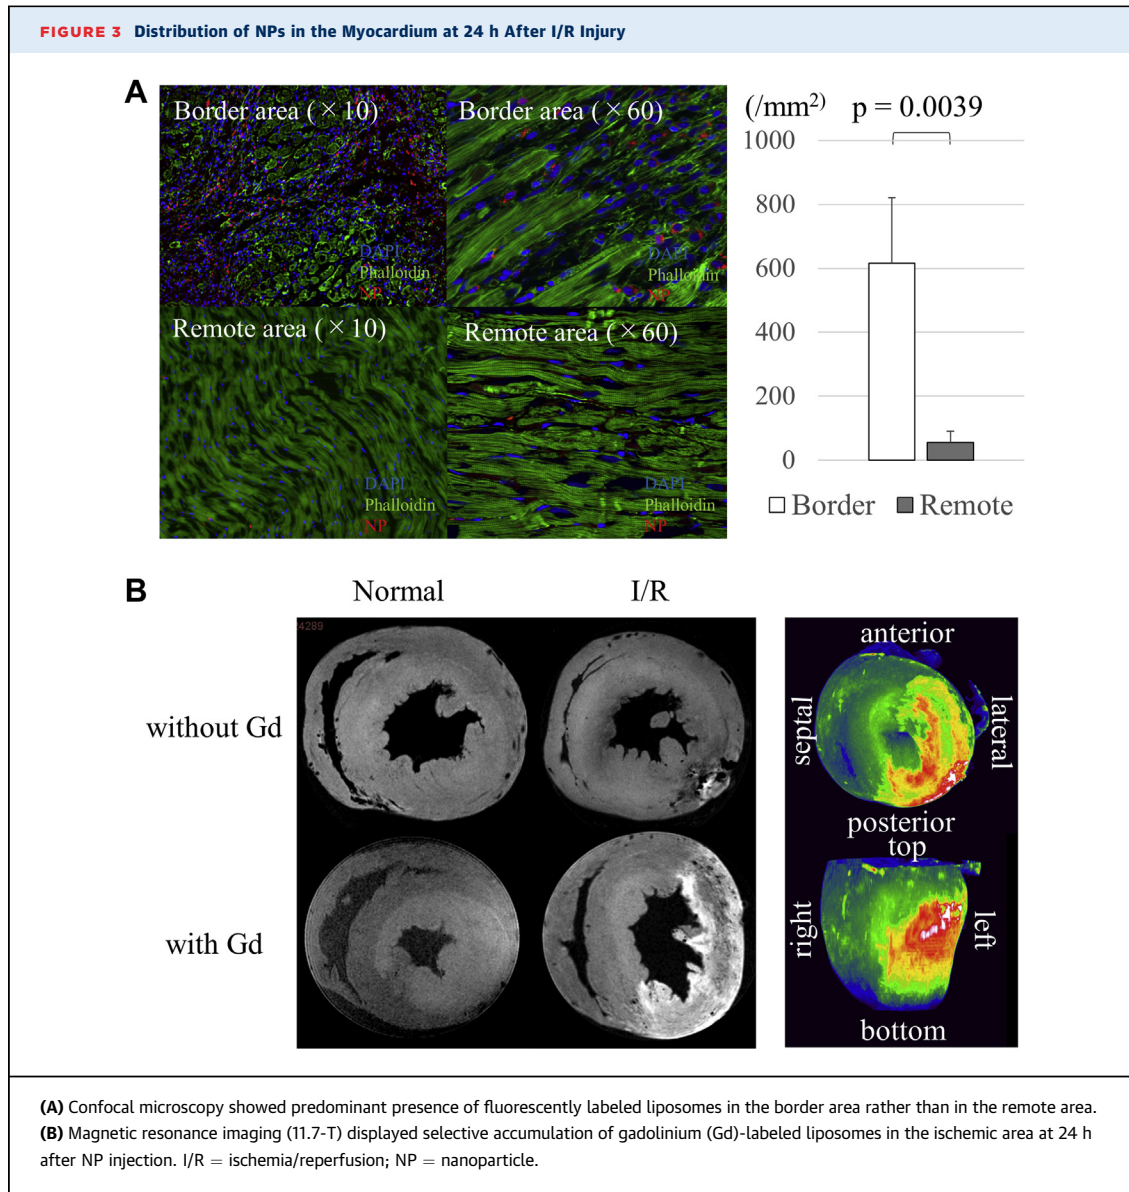 FIGURE 3 Distribution of NPs in the Myocardium at 24 h After I/R Injury
A
Border area (×10)
DAPI
Phalloidin
NP
Border area (×60)
DAPI
Phalloidin
NP
Remote area (×10)
DAPI
Phalloidin
NP
Remote area (×60)
DAPI
Phalloidin
NP
(/mm²) p = 0.0039
1000
800
600
400
200
0
Border Remote
B
Normal I/R
without Gd
with Gd
4289
anterior
septal
lateral
posterior
top
right
left
bottom
(A) Confocal microscopy showed predominant presence of fluorescently labeled liposomes in the border area rather than in the remote area.
(B) Magnetic resonance imaging (11.7-T) displayed selective accumulation of gadolinium (Gd)-labeled liposomes in the ischemic area at 24 h
after NP injection. I/R = ischemia/reperfusion; NP = nanoparticle.